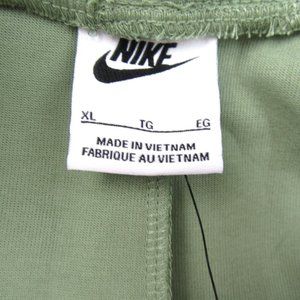 NIKE
XL TG EG
MADE IN VIETNAM
FABRIQUE AU VIETNAM